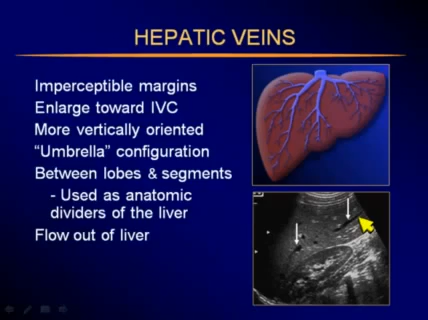 HEPATIC VEINS
Imperceptible margins
Enlarge toward IVC
More vertically oriented
“Umbrella” configuration
Between lobes & segments
- Used as anatomic
dividers of the liver
Flow out of liver